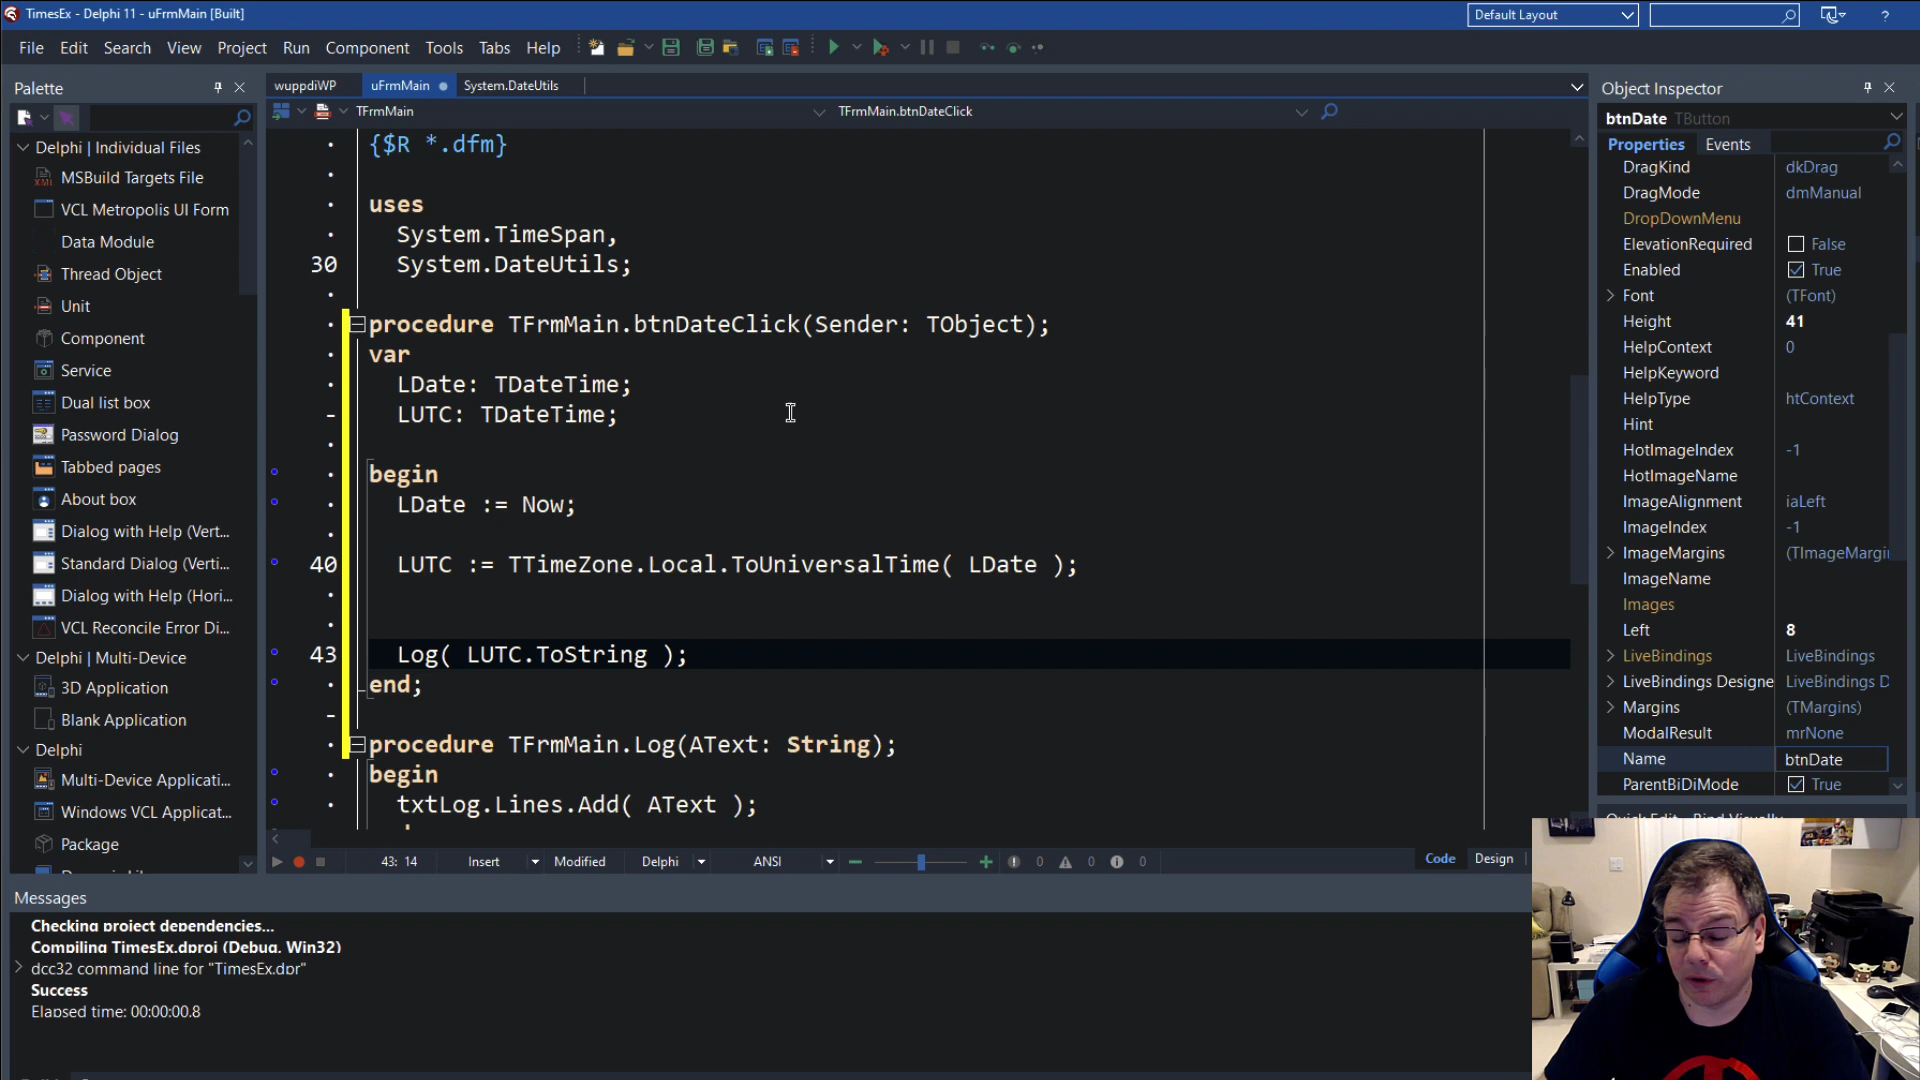 TimesEx - Delphi 11 - uFrmMain [Built]
Default Layout
?
File Edit Search View Project Run Component Tools Tabs Help
Palette
wuppdiWP uFrmMain System.DateUtils
Object Inspector
TFrmMain TFrmMain.btnDateClick
btnDate TButton
Properties Events
Delphi | Individual Files
MSBuild Targets File
VCL Metropolis UI Form
Data Module
Thread Object
Unit
Component
Service
Dual list box
Password Dialog
Tabbed pages
About box
Dialog with Help (Vert...
Standard Dialog (Verti...
Dialog with Help (Hori...
VCL Reconcile Error Di...
Delphi | Multi-Device
3D Application
Blank Application
Delphi
Multi-Device Applicati...
Windows VCL Applicat...
Package
{$R *.dfm}
uses
System.TimeSpan,
30 System.DateUtils;
procedure TFrmMain.btnDateClick(Sender: TObject);
var
LDate: TDateTime;
LUTC: TDateTime;
begin
LDate := Now;
40 LUTC := TTimeZone.Local.ToUniversalTime( LDate );
43 Log( LUTC.ToString );
end;
procedure TFrmMain.Log(AText: String);
begin
txtLog.Lines.Add( AText );
43: 14 Insert Modified Delphi ANSI 0 0 0
Code Design
DragKind dkDrag
DragMode dmManual
DropDownMenu
ElevationRequired False
Enabled True
Font (TFont)
Height 41
HelpContext 0
HelpKeyword
HelpType htContext
Hint
HotImageIndex -1
HotImageName
ImageAlignment iaLeft
ImageIndex -1
ImageMargins (TImageMargi
ImageName
Images
Left 8
LiveBindings LiveBindings
LiveBindings Designe LiveBindings D
Margins (TMargins)
ModalResult mrNone
Name btnDate
ParentBiDiMode True
Messages
Checking project dependencies...
Compiling TimesEx.dproj (Debug, Win32)
dcc32 command line for "TimesEx.dpr"
Success
Elapsed time: 00:00:00.8